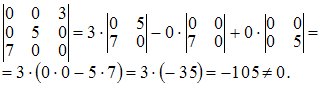 |0 0 3|
|0 5 0| = 3 · |0 5| − 0 · |0 0| + 0 · |0 0| =
|7 0 0|       |7 0|       |7 0|       |0 5|
= 3 · (0 · 0 − 5 · 7) = 3 · (− 35) = −105 ≠ 0.